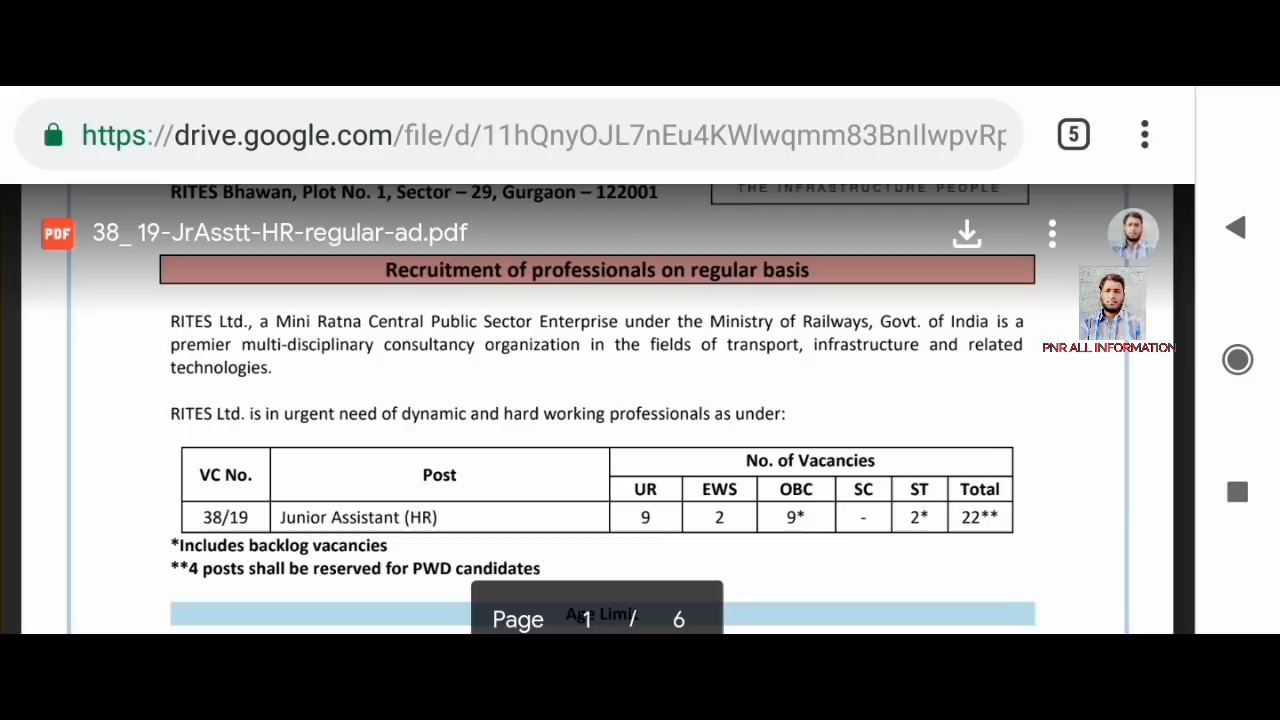 https://drive.google.com/file/d/11hQnyOJL7nEu4KWlwqmm83BnIlwpvRp
5
RITES Bhawan, Plot No. 1, Sector – 29, Gurgaon – 122001
THE INFRASTRUCTURE PEOPLE
PDF 38_ 19-JrAsstt-HR-regular-ad.pdf
Recruitment of professionals on regular basis
PNR ALL INFORMATION
RITES Ltd., a Mini Ratna Central Public Sector Enterprise under the Ministry of Railways, Govt. of India is a
premier multi-disciplinary consultancy organization in the fields of transport, infrastructure and related
technologies.
RITES Ltd. is in urgent need of dynamic and hard working professionals as under:
VC No. Post No. of Vacancies
UR EWS OBC SC ST Total
38/19 Junior Assistant (HR) 9 2 9* - 2* 22**
*Includes backlog vacancies
**4 posts shall be reserved for PWD candidates
Age Limit
Page 1 / 6